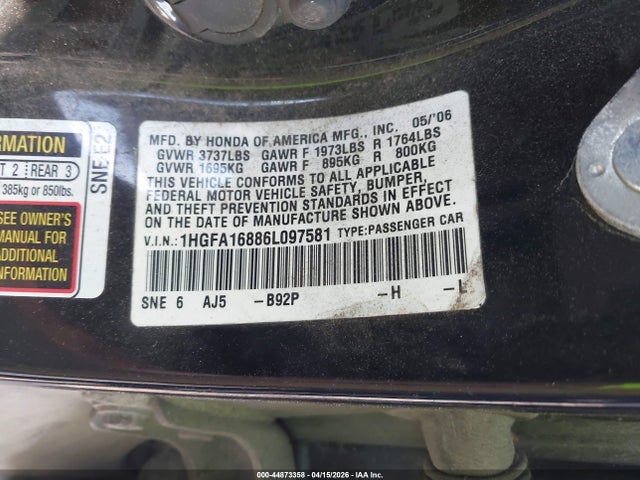 MFD. BY HONDA OF AMERICA MFG., INC. 05/'06
GVWR 3737LBS GAWR F 1973LBS R 1764LBS
GVWR 1695KG GAWR F 895KG R 800KG
THIS VEHICLE CONFORMS TO ALL APPLICABLE
FEDERAL MOTOR VEHICLE SAFETY, BUMPER,
AND THEFT PREVENTION STANDARDS IN EFFECT
ON THE DATE OF MANUFACTURE SHOWN ABOVE.
V.I.N.: 1HGFA16886L097581 TYPE:PASSENGER CAR
SNE 6 AJ5 -B92P -H -L
RMATION
T 2 REAR 3
385kg or 850lbs.
SEE OWNER'S
MANUAL FOR
ADDITIONAL
INFORMATION
000-44873358 | 04/15/2026 | IAA Inc.